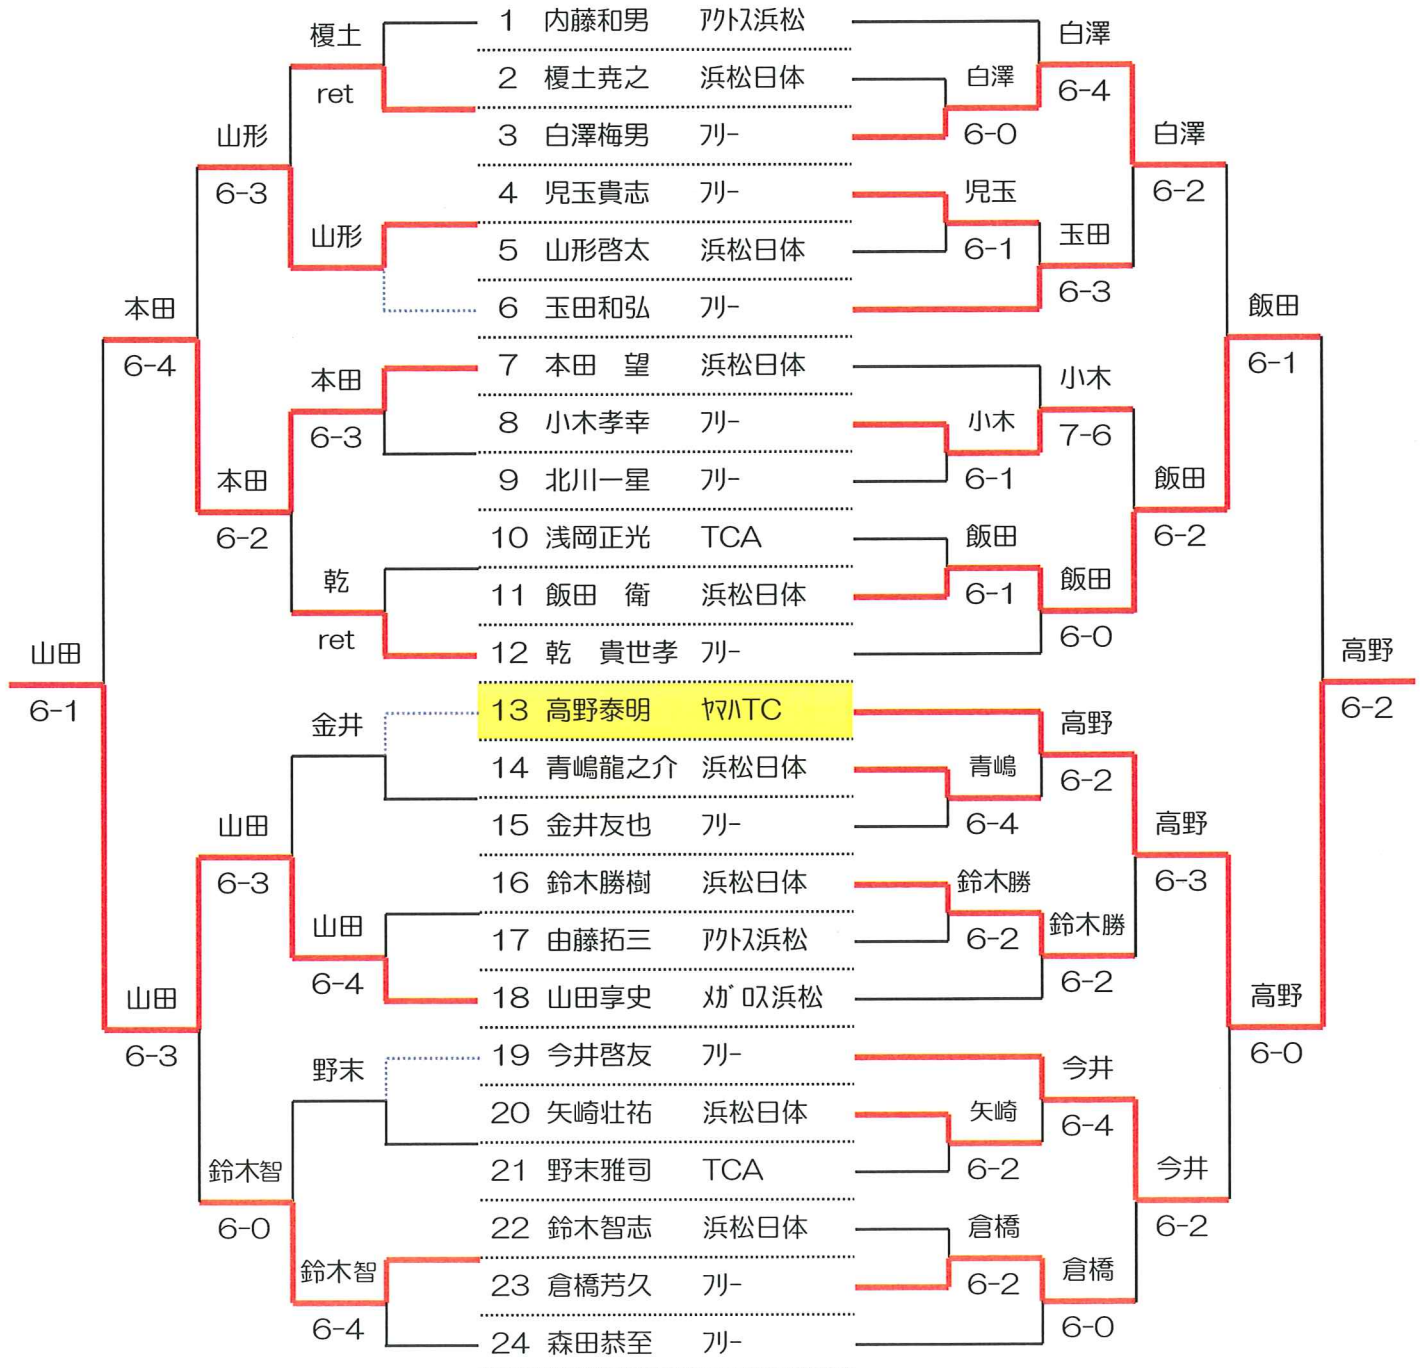 1 内藤和男 ｱｸﾄｽ浜松
2 榎土尭之 浜松日体
3 白澤梅男 ﾌﾘｰ
4 児玉貴志 ﾌﾘｰ
5 山形啓太 浜松日体
6 玉田和弘 ﾌﾘｰ
7 本田　望 浜松日体
8 小木孝幸 ﾌﾘｰ
9 北川一星 ﾌﾘｰ
10 浅岡正光 TCA
11 飯田　衛 浜松日体
12 乾　貴世孝 ﾌﾘｰ
13 高野泰明 ﾔﾏﾊTC
14 青嶋龍之介 浜松日体
15 金井友也 ﾌﾘｰ
16 鈴木勝樹 浜松日体
17 由藤拓三 ｱｸﾄｽ浜松
18 山田享史 ﾒｶﾞﾛｽ浜松
19 今井啓友 ﾌﾘｰ
20 矢崎壮祐 浜松日体
21 野末雅司 TCA
22 鈴木智志 浜松日体
23 倉橋芳久 ﾌﾘｰ
24 森田恭至 ﾌﾘｰ
榎土
ret
山形
本田
6-3
乾
ret
金井
山田
6-4
野末
鈴木智
6-4
山形
6-3
本田
6-2
山田
6-3
鈴木智
6-0
本田
6-4
山田
6-3
山田
6-1
白澤
6-0
児玉
6-1
小木
6-1
飯田
6-1
青嶋
6-4
鈴木勝
6-2
矢崎
6-2
倉橋
6-2
白澤
6-4
玉田
6-3
小木
7-6
飯田
6-0
高野
6-2
鈴木勝
6-2
今井
6-4
倉橋
6-0
白澤
6-2
飯田
6-2
高野
6-3
今井
6-2
飯田
6-1
高野
6-0
高野
6-2